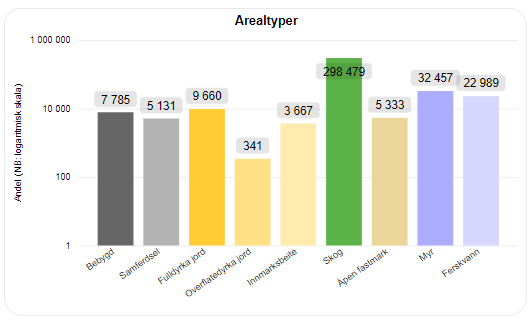 Arealtyper
1 000 000
10 000
100
1
Andel (NB: logaritmisk skala)
7 785
5 131
9 660
341
3 667
298 479
5 333
32 457
22 989
Bebygd
Samferdsel
Fulldyrka jord
Overflatedyrka jord
Innmarksbeite
Skog
Åpen fastmark
Myr
Ferskvann